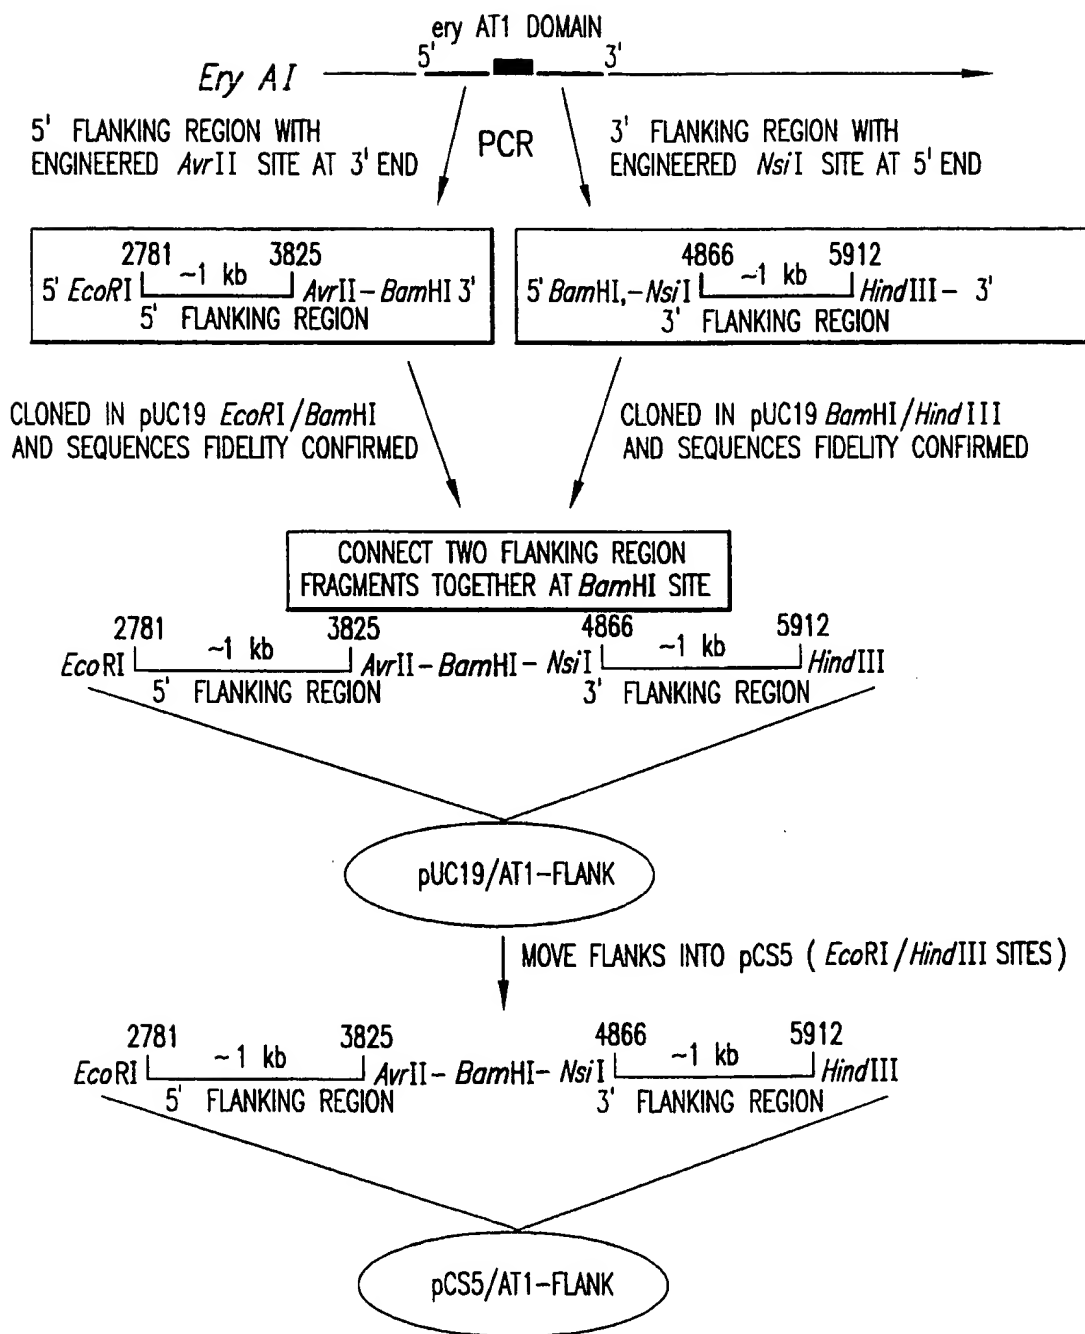 ery AT1 DOMAIN
5' 3'
Ery AI
5' FLANKING REGION WITH
ENGINEERED AvrII SITE AT 3' END
PCR
3' FLANKING REGION WITH
ENGINEERED NsiI SITE AT 5' END
2781 3825
~1 kb
5' EcoRI AvrII-BamHI 3'
5' FLANKING REGION
4866 5912
~1 kb
5' BamHI,-NsiI HindIII- 3'
3' FLANKING REGION
CLONED IN pUC19 EcoRI/BamHI
AND SEQUENCES FIDELITY CONFIRMED
CLONED IN pUC19 BamHI/HindIII
AND SEQUENCES FIDELITY CONFIRMED
CONNECT TWO FLANKING REGION
FRAGMENTS TOGETHER AT BamHI SITE
2781 3825 4866 5912
~1 kb ~1 kb
EcoRI AvrII-BamHI-NsiI HindIII
5' FLANKING REGION 3' FLANKING REGION
pUC19/AT1-FLANK
MOVE FLANKS INTO pCS5 (EcoRI/HindIII SITES)
2781 3825 4866 5912
~1 kb ~1 kb
EcoRI AvrII-BamHI-NsiI HindIII
5' FLANKING REGION 3' FLANKING REGION
pCS5/AT1-FLANK